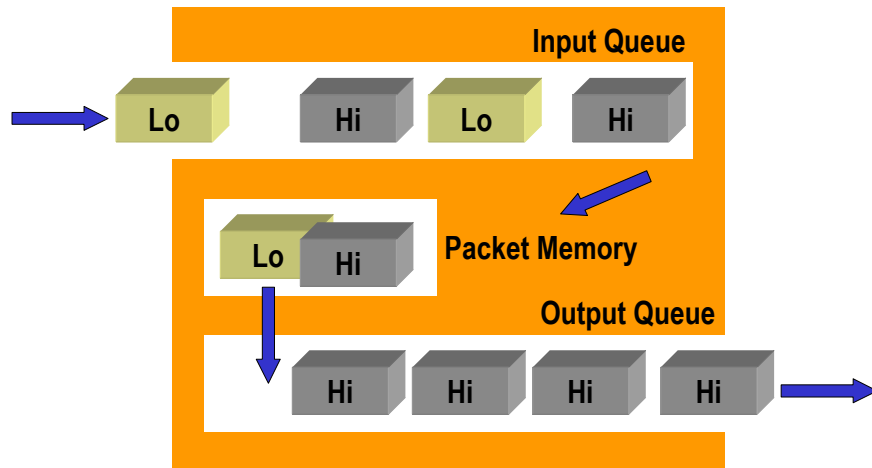 Input Queue
Lo Hi Lo Hi
Lo Hi
Packet Memory
Output Queue
Hi Hi Hi Hi